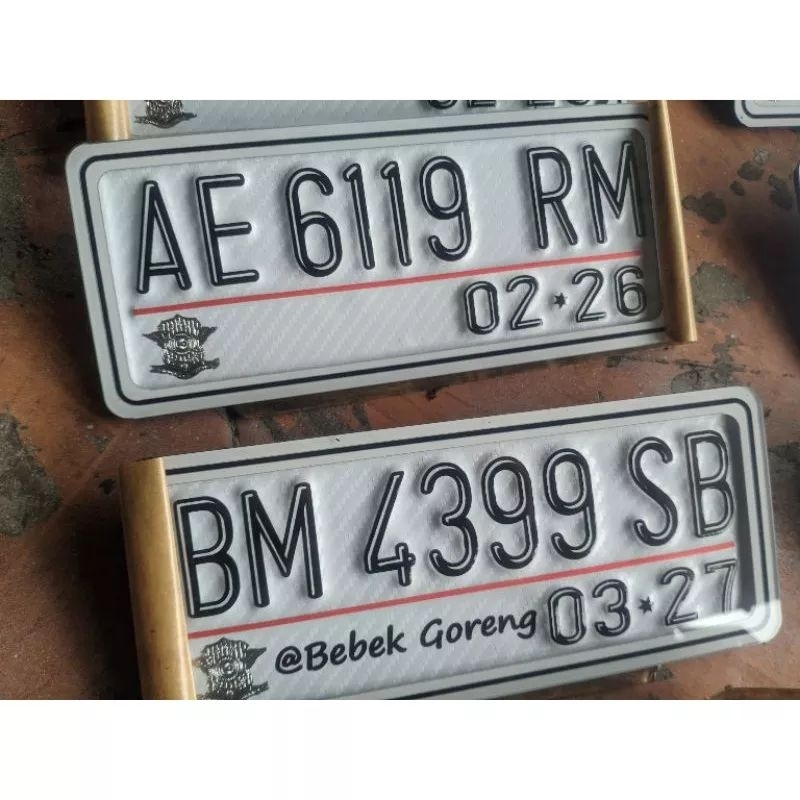 AE 6119 RM
02 * 26
BM 4399 SB
@Bebek Goreng 03 * 27